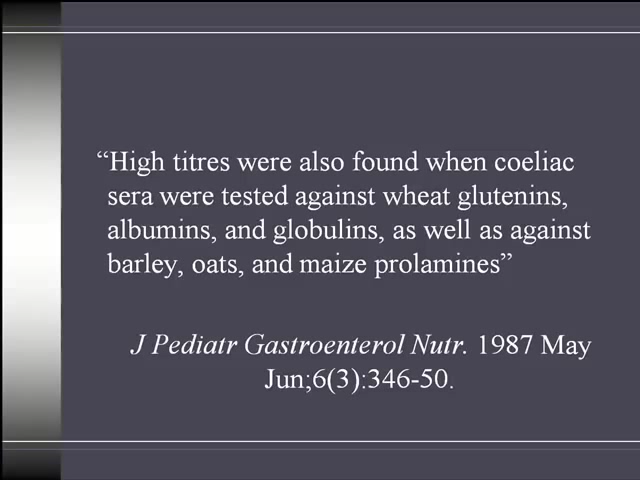 “High titres were also found when coeliac
sera were tested against wheat glutenins,
albumins, and globulins, as well as against
barley, oats, and maize prolamines”
J Pediatr Gastroenterol Nutr. 1987 May
Jun;6(3):346-50.